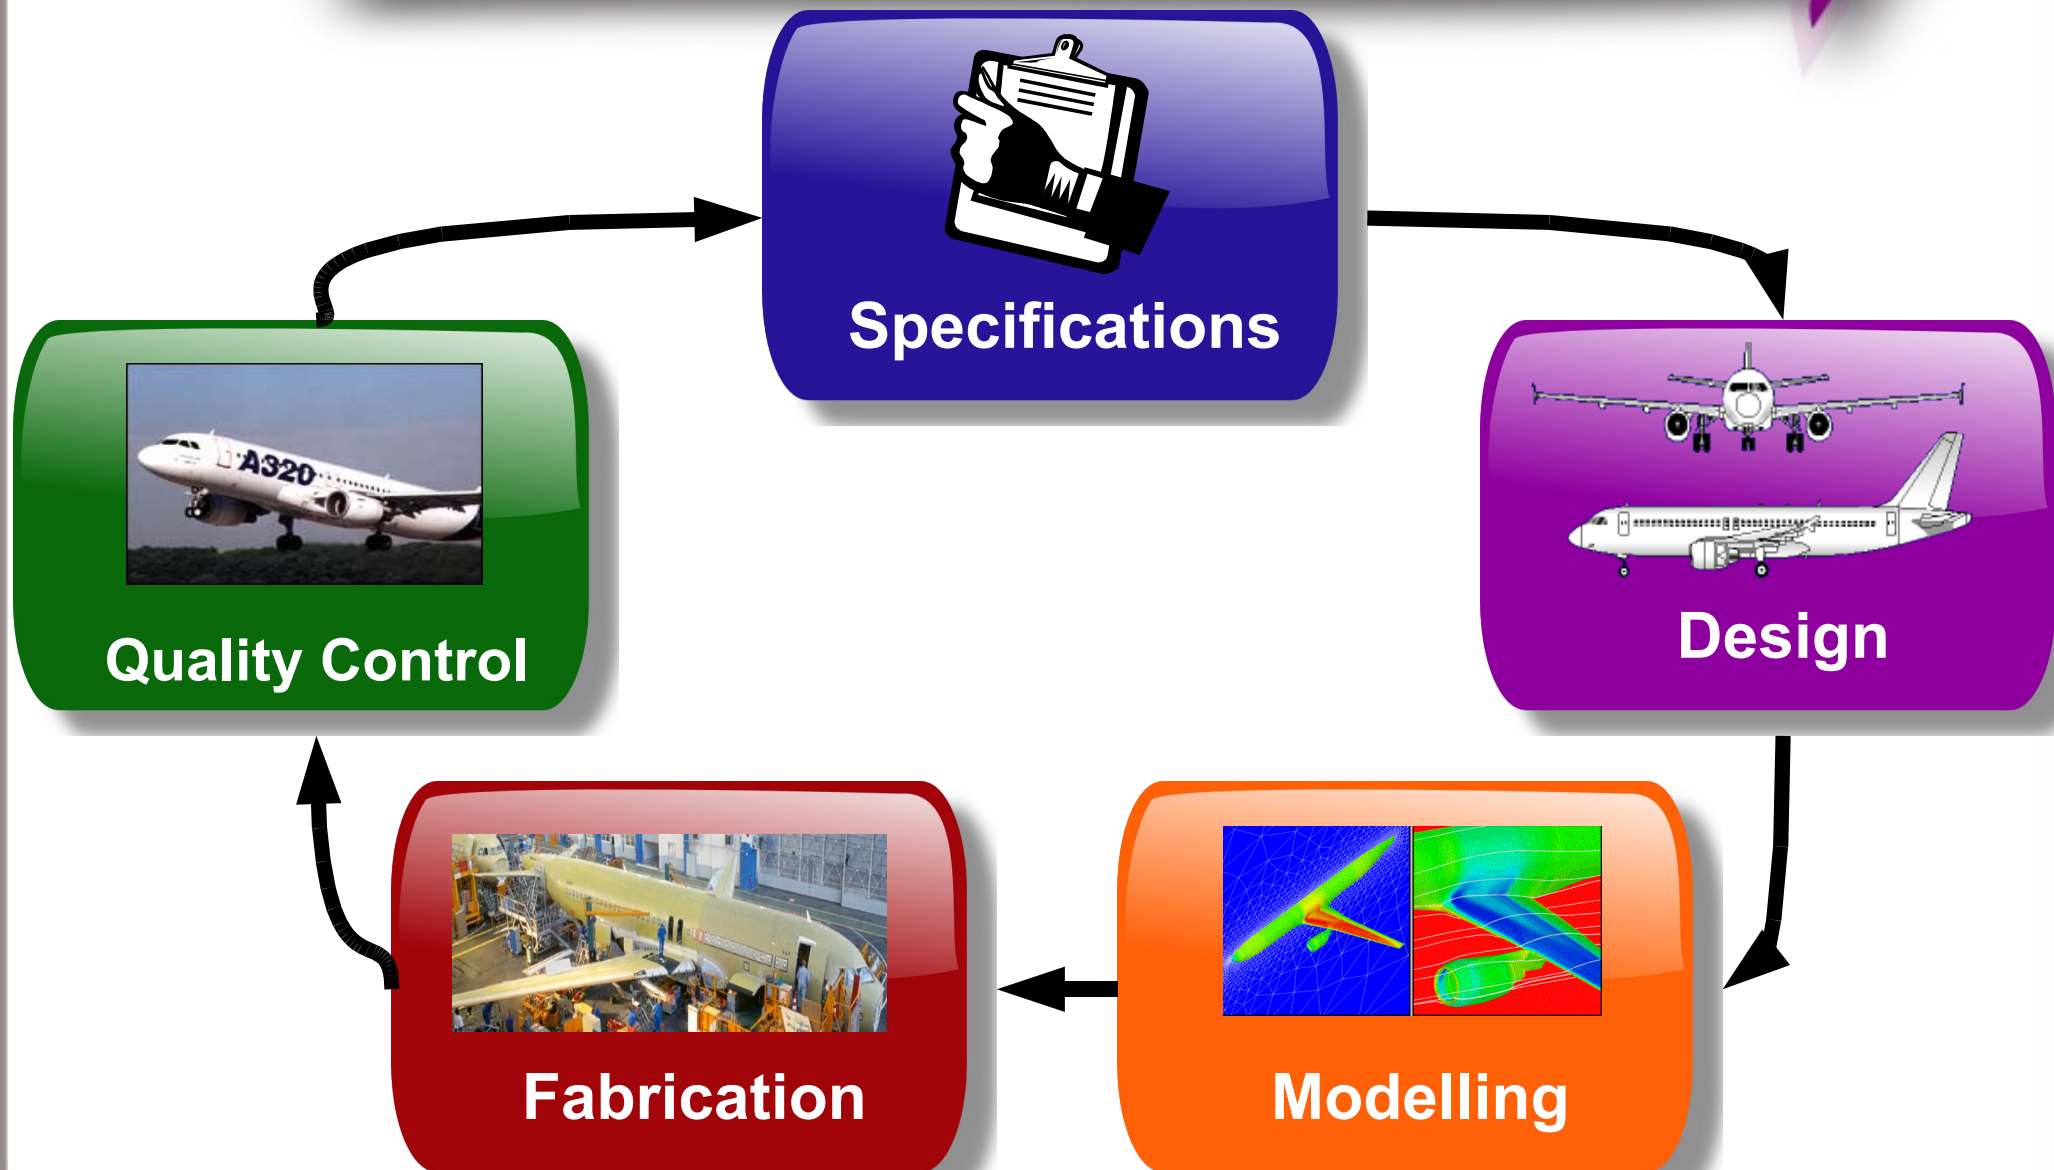 Specifications
Design
Modelling
Fabrication
Quality Control
A320